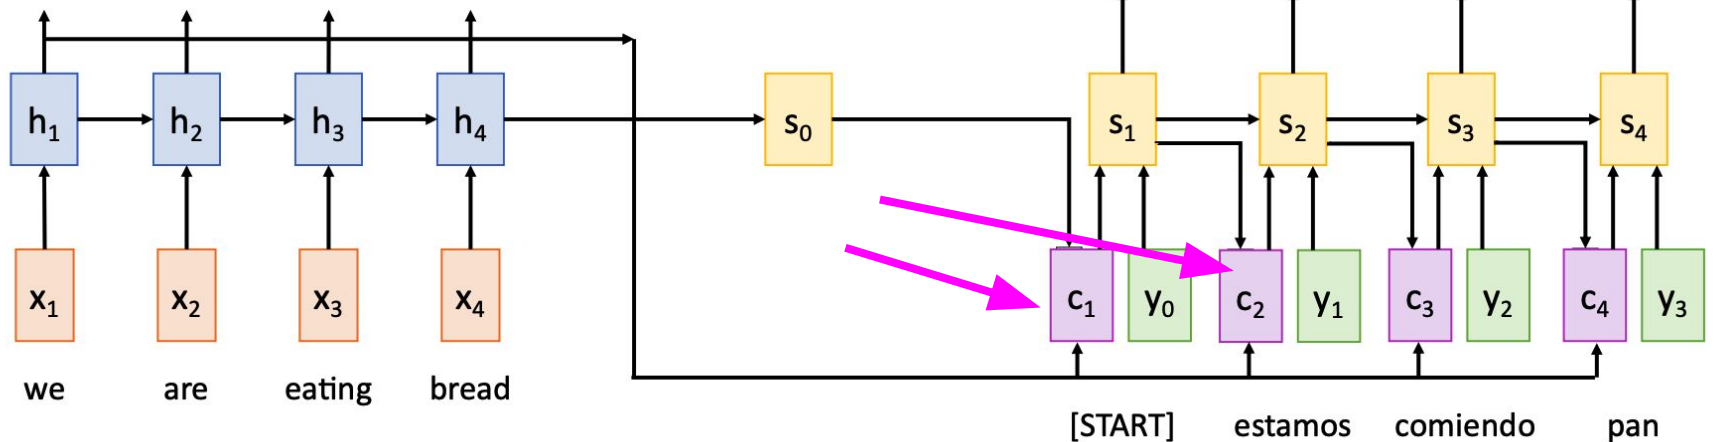 h₁ h₂ h₃ h₄ s₀ s₁ s₂ s₃ s₄
x₁ x₂ x₃ x₄ c₁ y₀ c₂ y₁ c₃ y₂ c₄ y₃
we are eating bread
[START] estamos comiendo pan